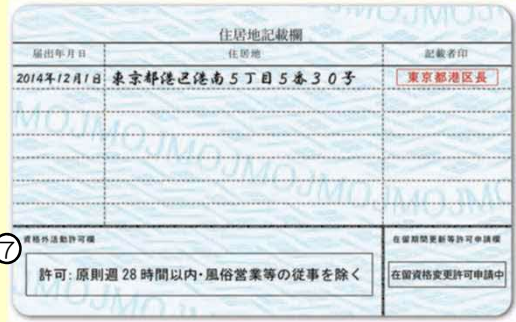 住居地記載欄
届出年月日 住居地 記載者印
2014年12月1日 東京都港区港南5丁目5番30号 東京都港区長
MOJMOJMOJMOJMOJMOJMO
⑦
資格外活動許可欄 在留期間更新等許可申請欄
許可: 原則週28時間以内・風俗営業等の従事を除く 在留資格変更許可申請中